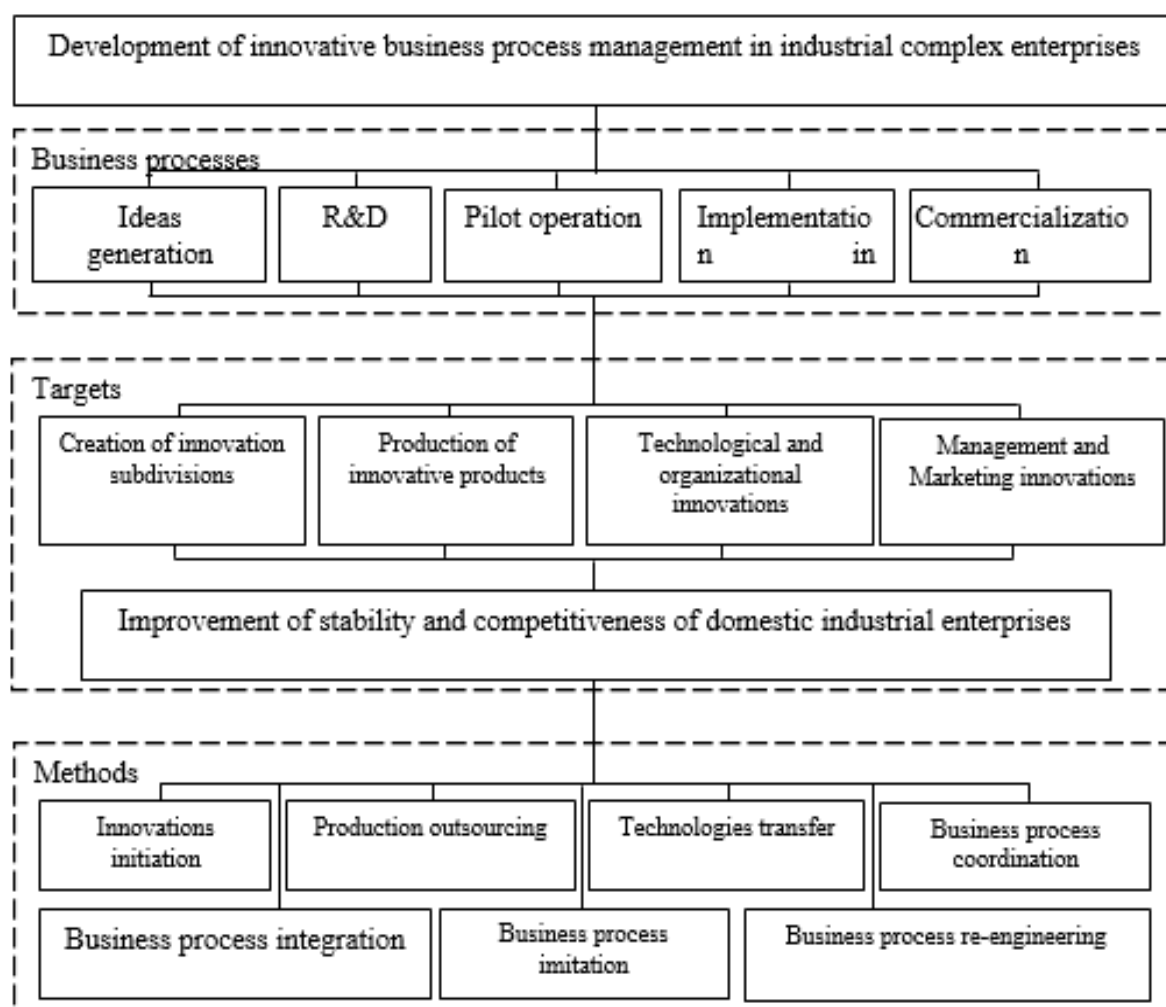 Development of innovative business process management in industrial complex enterprises
Business processes
Ideas
generation
R&D
Pilot operation
Implementatio
n in
Commercializatio
n
Targets
Creation of innovation
subdivisions
Production of
innovative products
Technological and
organizational
innovations
Management and
Marketing innovations
Improvement of stability and competitiveness of domestic industrial enterprises
Methods
Innovations
initiation
Production outsourcing
Technologies transfer
Business process
coordination
Business process integration
Business process
imitation
Business process re-engineering